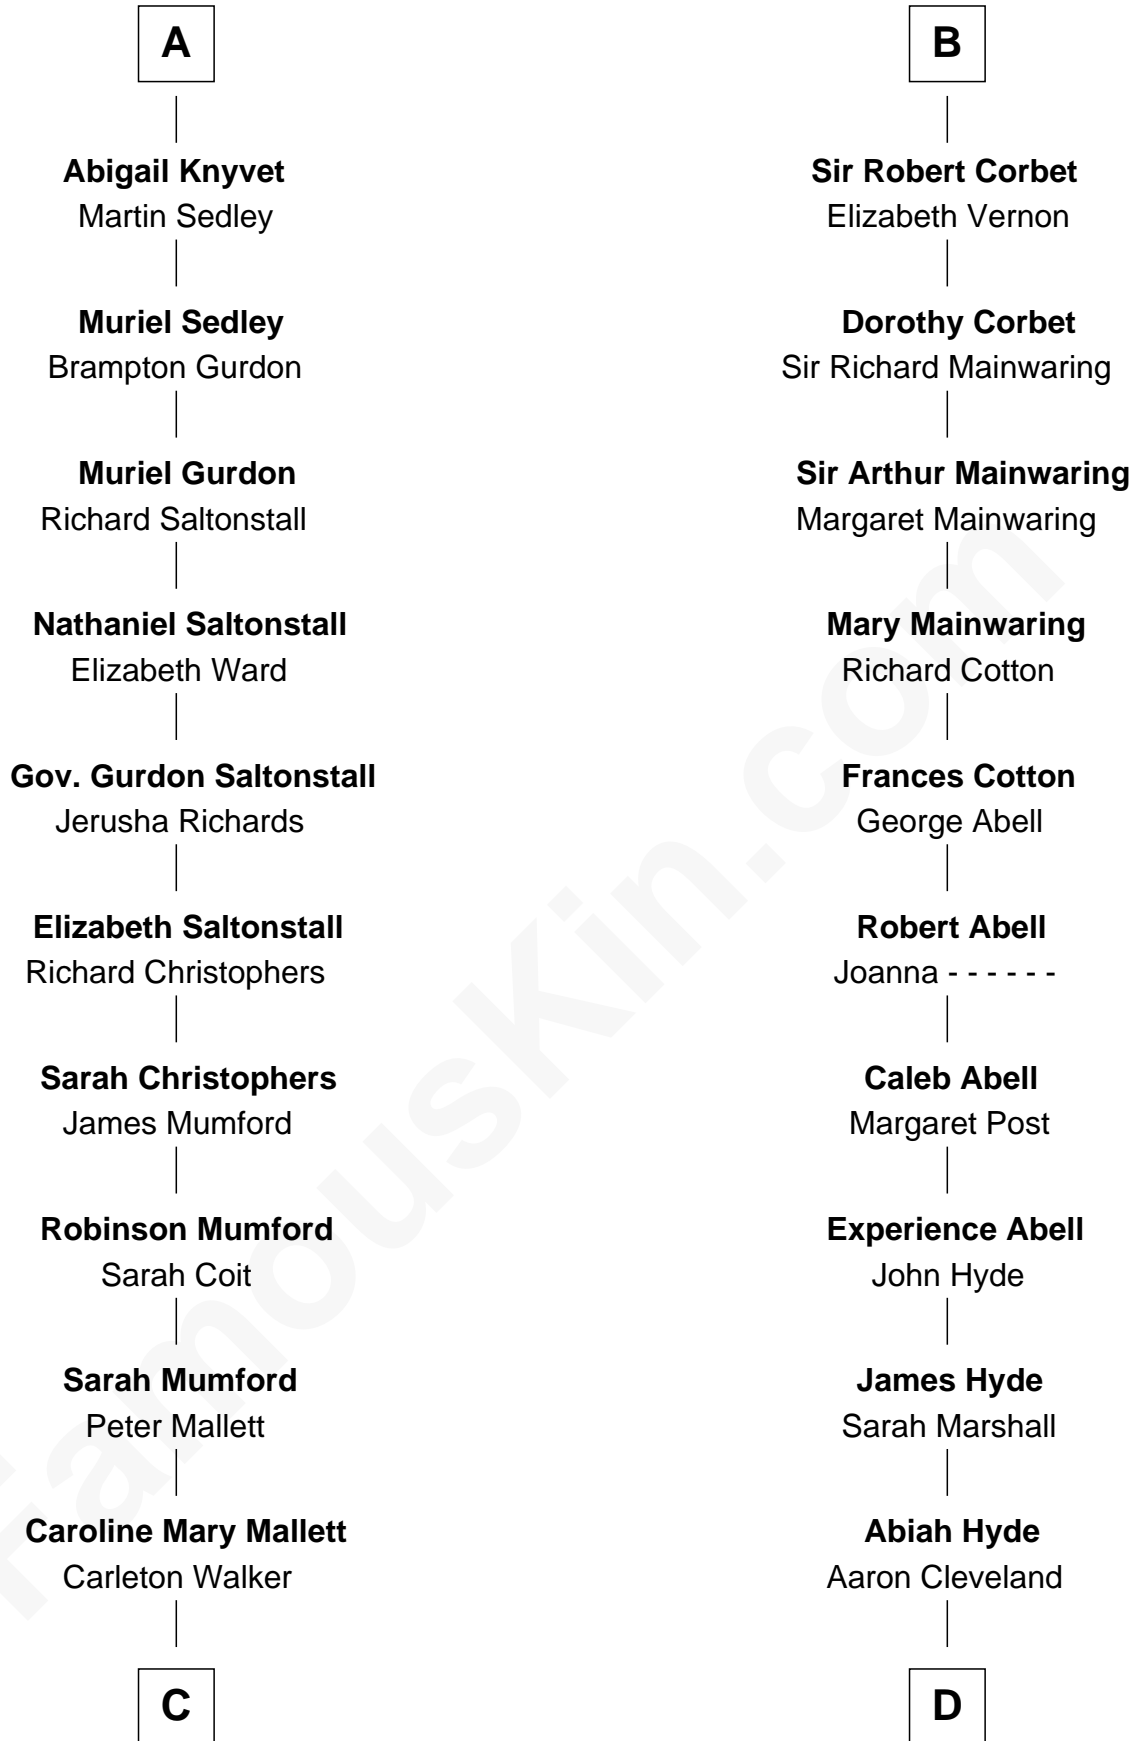 A
Abigail Knyvet
Martin Sedley
Muriel Sedley
Brampton Gurdon
Muriel Gurdon
Richard Saltonstall
Nathaniel Saltonstall
Elizabeth Ward
Gov. Gurdon Saltonstall
Jerusha Richards
Elizabeth Saltonstall
Richard Christophers
Sarah Christophers
James Mumford
Robinson Mumford
Sarah Coit
Sarah Mumford
Peter Mallett
Caroline Mary Mallett
Carleton Walker
C
B
Sir Robert Corbet
Elizabeth Vernon
Dorothy Corbet
Sir Richard Mainwaring
Sir Arthur Mainwaring
Margaret Mainwaring
Mary Mainwaring
Richard Cotton
Frances Cotton
George Abell
Robert Abell
Joanna - - - - - -
Caleb Abell
Margaret Post
Experience Abell
John Hyde
James Hyde
Sarah Marshall
Abiah Hyde
Aaron Cleveland
D
FamousKin.com